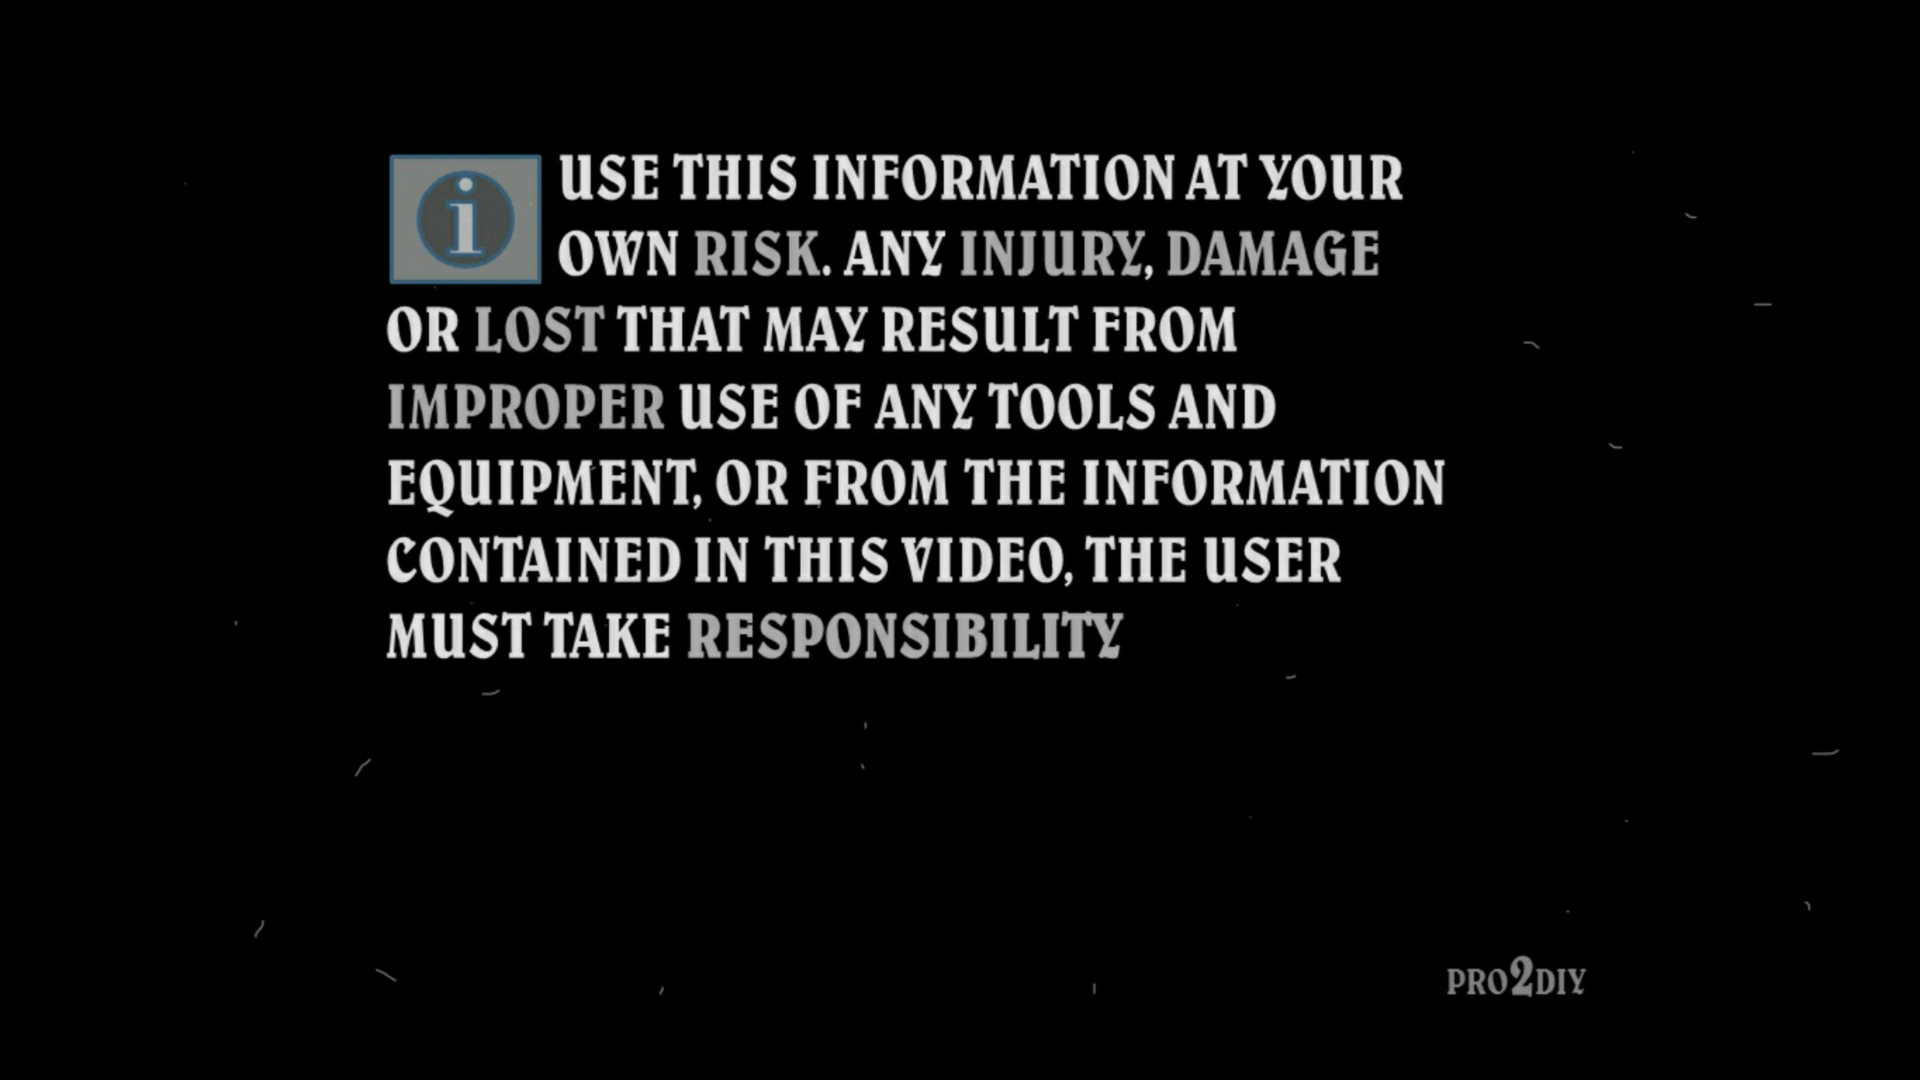 i
USE THIS INFORMATION AT YOUR
OWN RISK. ANY INJURY, DAMAGE
OR LOST THAT MAY RESULT FROM
IMPROPER USE OF ANY TOOLS AND
EQUIPMENT, OR FROM THE INFORMATION
CONTAINED IN THIS VIDEO, THE USER
MUST TAKE RESPONSIBILITY
PRO2DIY